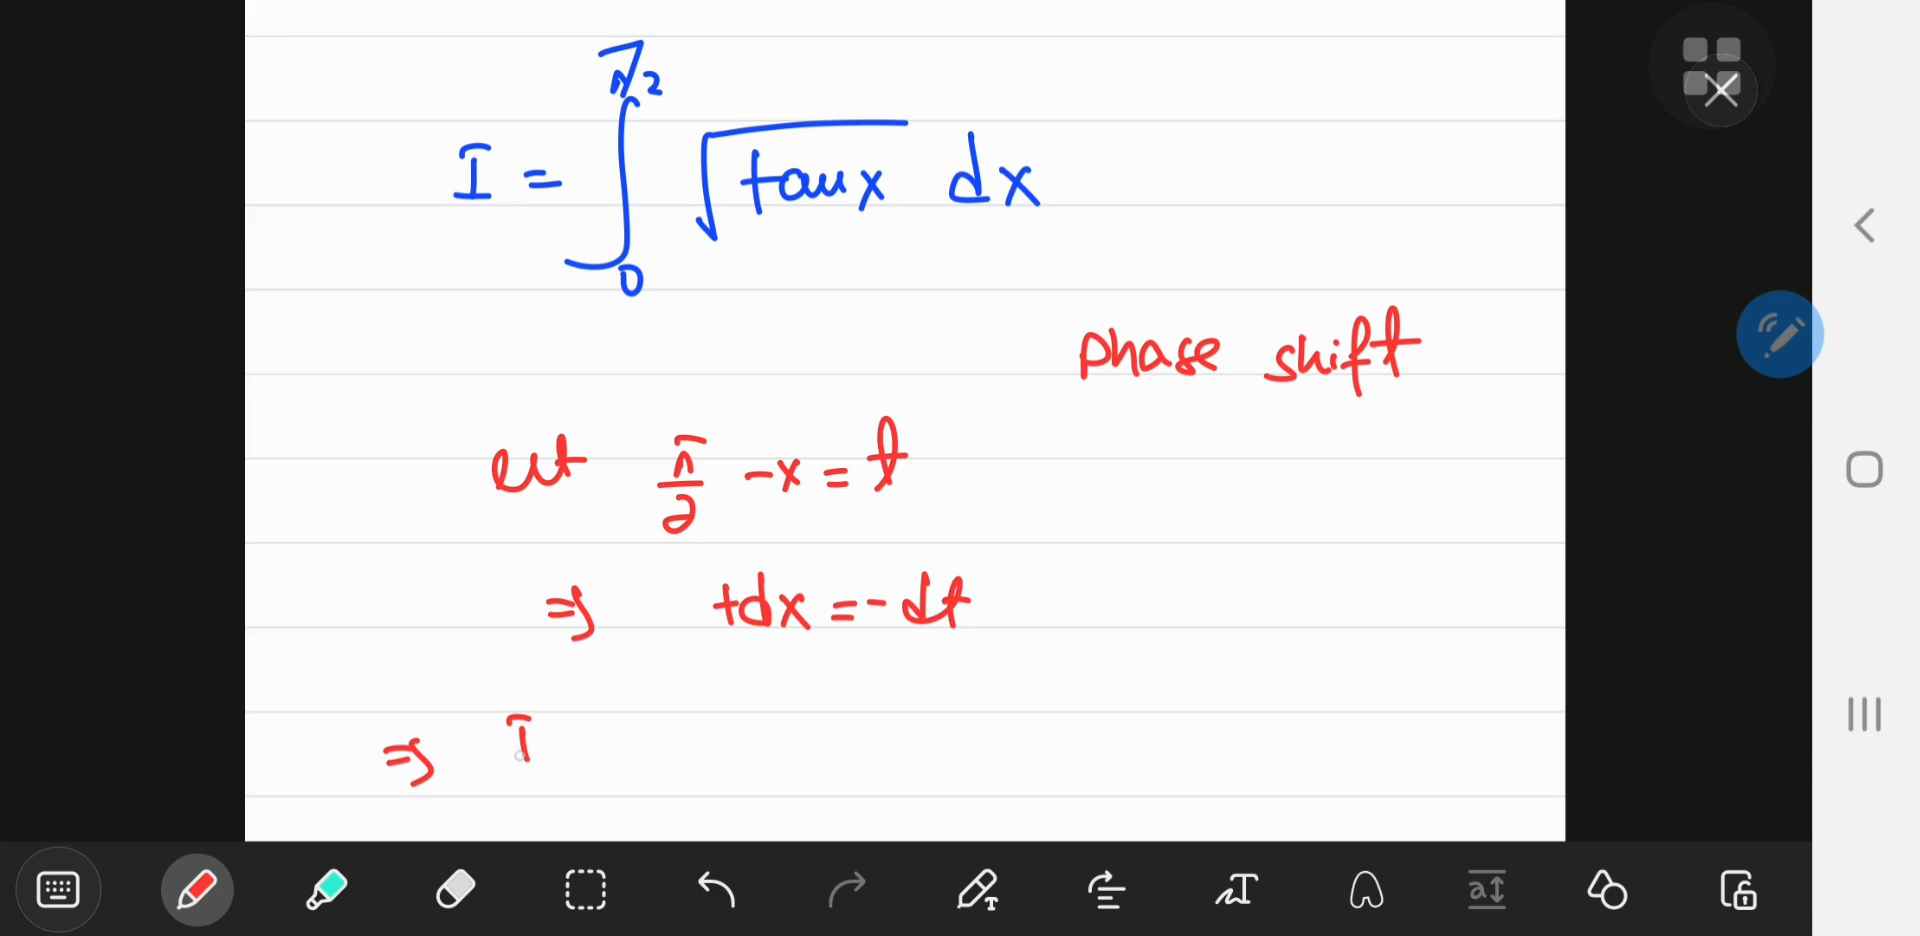 I = ∫₀^(π/2) √(tan x) dx
Phase shift
let π/2 - x = t
⇒ +dx = -dt
⇒ I